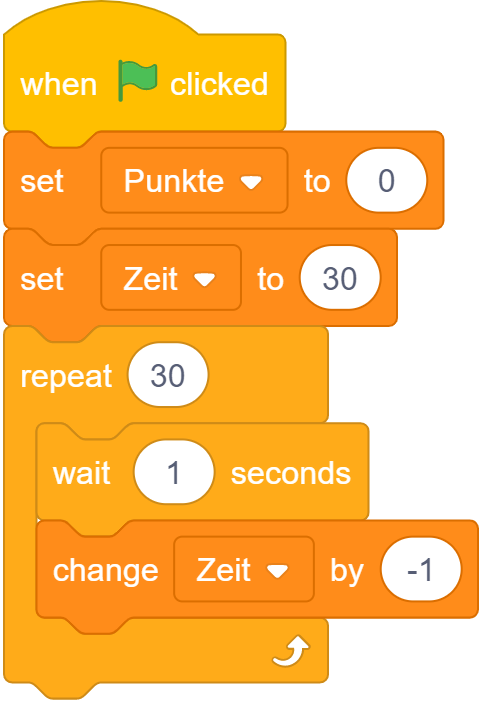 when clicked
set Punkte to 0
set Zeit to 30
repeat 30
wait 1 seconds
change Zeit by -1